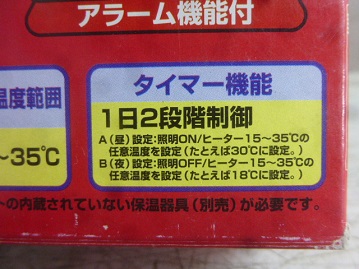 アラーム機能付
温度範囲
~35℃
タイマー機能
1日2段階制御
A(昼)設定:照明ON/ヒーター15~35℃の
任意温度を設定(たとえば30℃に設定。)
B(夜)設定:照明OFF/ヒーター15~35℃の
任意温度を設定(たとえば18℃に設定。)
トの内蔵されていない保温器具(別売)が必要です。